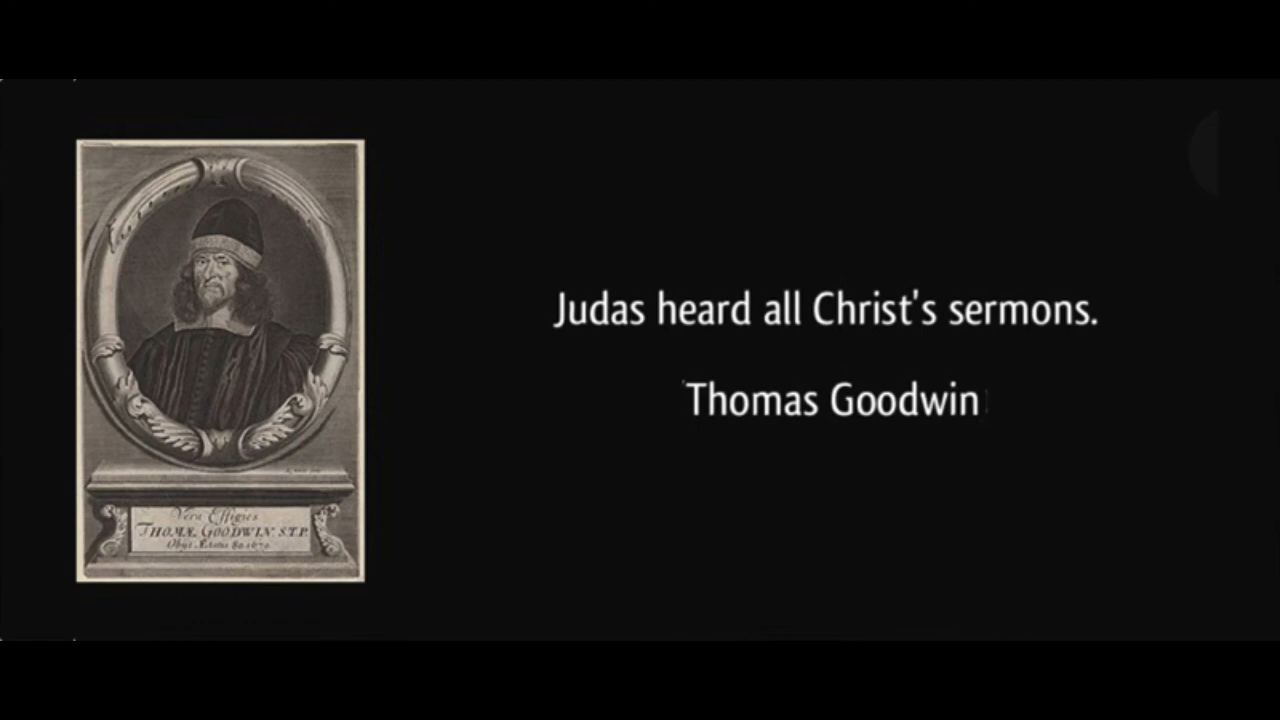 Judas heard all Christ's sermons.
Thomas Goodwin
Vera Effigies
THOMÆ GOODWIN S.T.P.